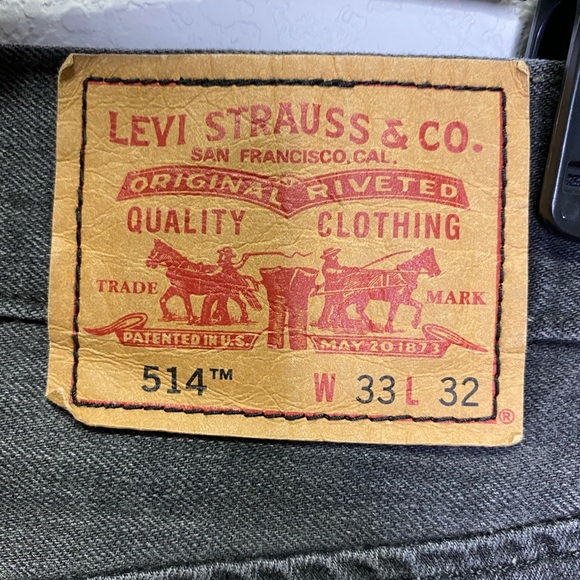 LEVI STRAUSS & CO.
SAN FRANCISCO, CAL.
ORIGINAL RIVETED
QUALITY CLOTHING
TRADE MARK
PATENTED IN U.S. MAY 20 1873
514™ W 33 L 32
®